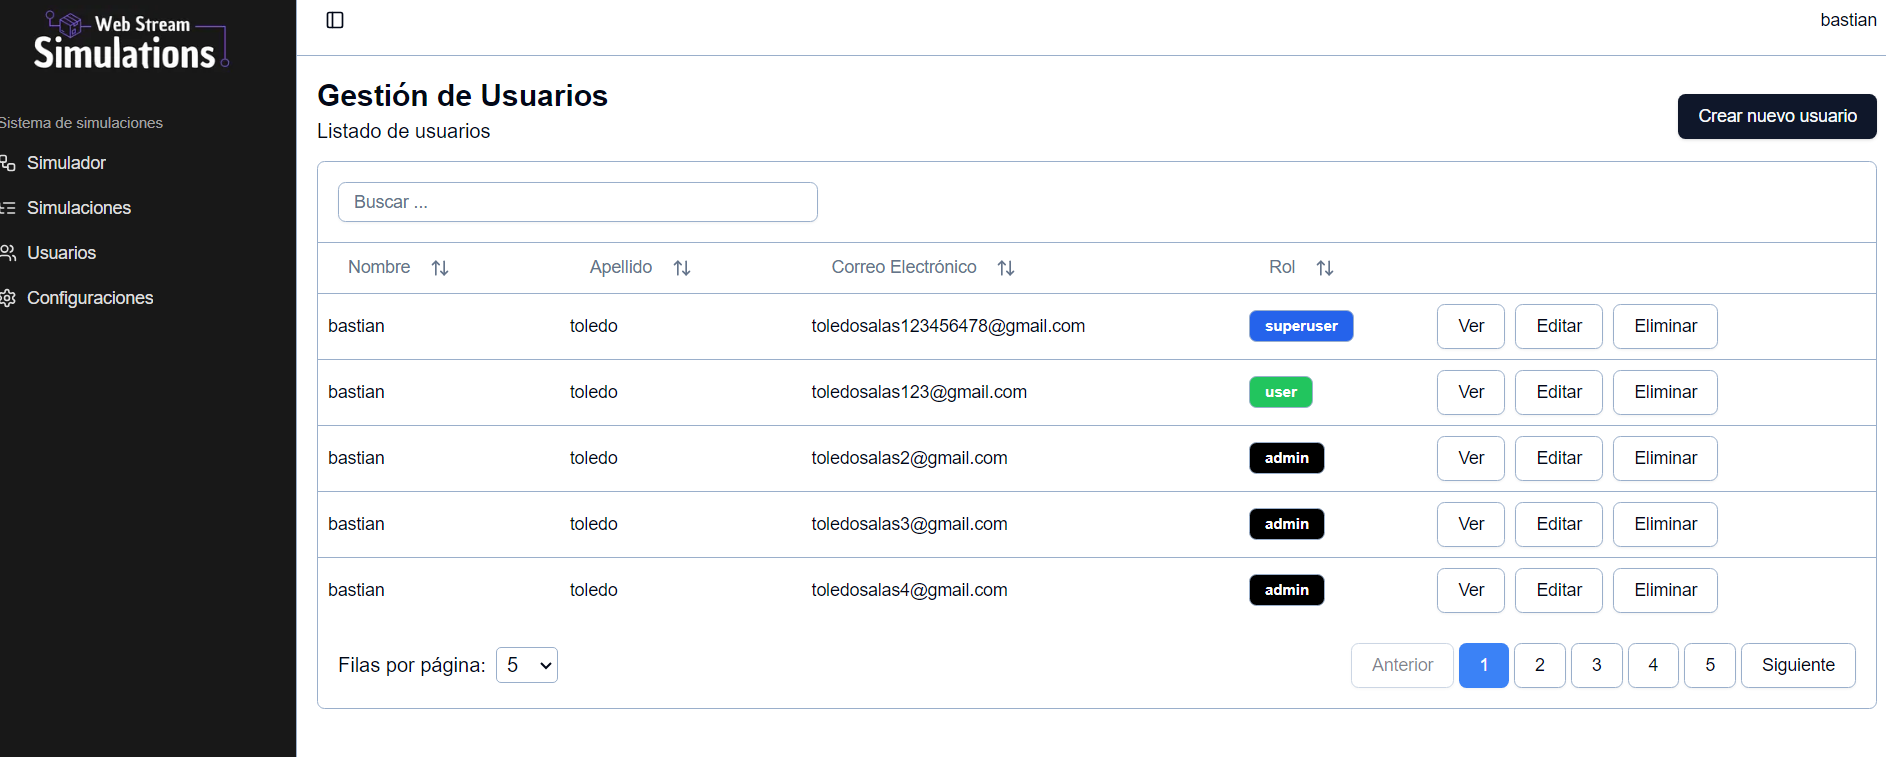 Web Stream
Simulations
bastian
Sistema de simulaciones
Simulador
Simulaciones
Usuarios
Configuraciones
Gestión de Usuarios
Listado de usuarios
Crear nuevo usuario
Buscar ...
Nombre Apellido Correo Electrónico Rol
bastian toledo toledosalas123456478@gmail.com superuser Ver Editar Eliminar
bastian toledo toledosalas123@gmail.com user Ver Editar Eliminar
bastian toledo toledosalas2@gmail.com admin Ver Editar Eliminar
bastian toledo toledosalas3@gmail.com admin Ver Editar Eliminar
bastian toledo toledosalas4@gmail.com admin Ver Editar Eliminar
Filas por página: 5 Anterior 1 2 3 4 5 Siguiente